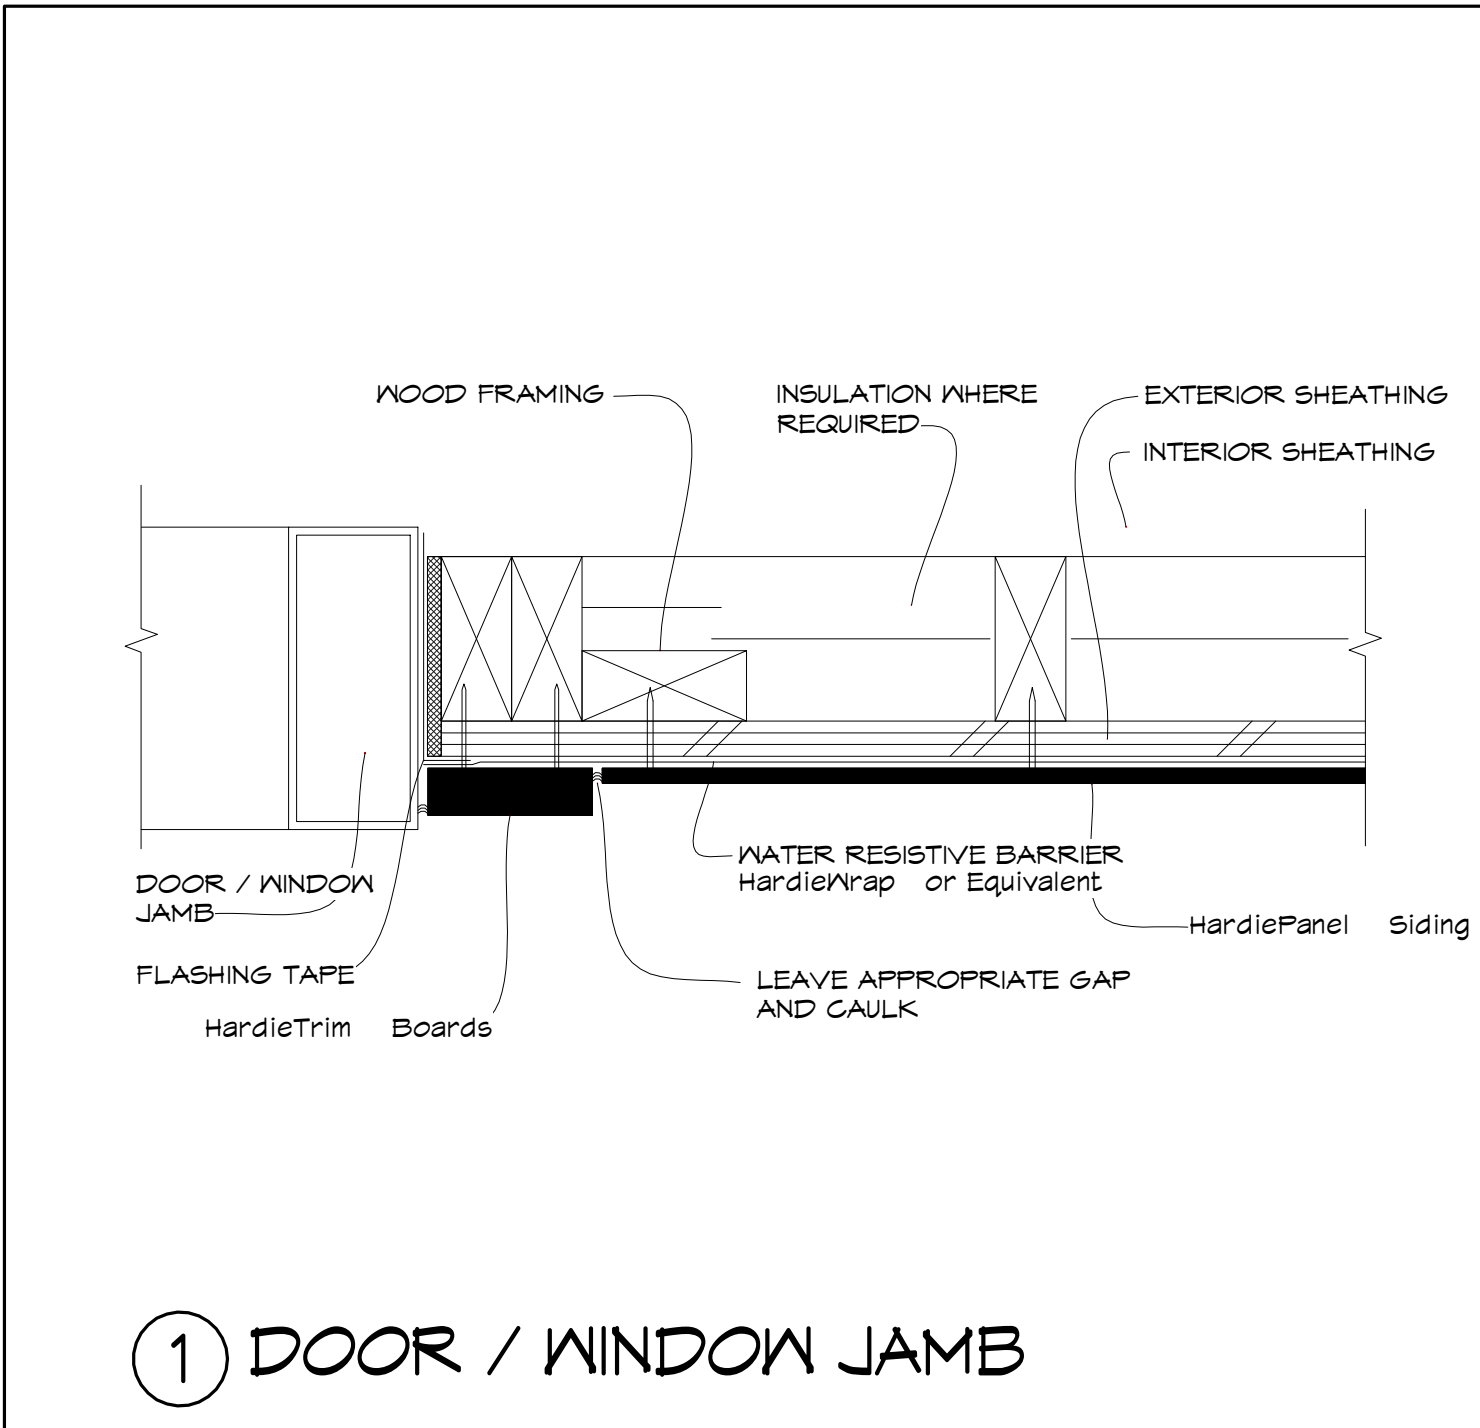 WOOD FRAMING
INSULATION WHERE
REQUIRED
EXTERIOR SHEATHING
INTERIOR SHEATHING
DOOR / WINDOW
JAMB
FLASHING TAPE
HardieTrim Boards
WATER RESISTIVE BARRIER
HardieWrap or Equivalent
HardiePanel Siding
LEAVE APPROPRIATE GAP
AND CAULK
1 DOOR / WINDOW JAMB